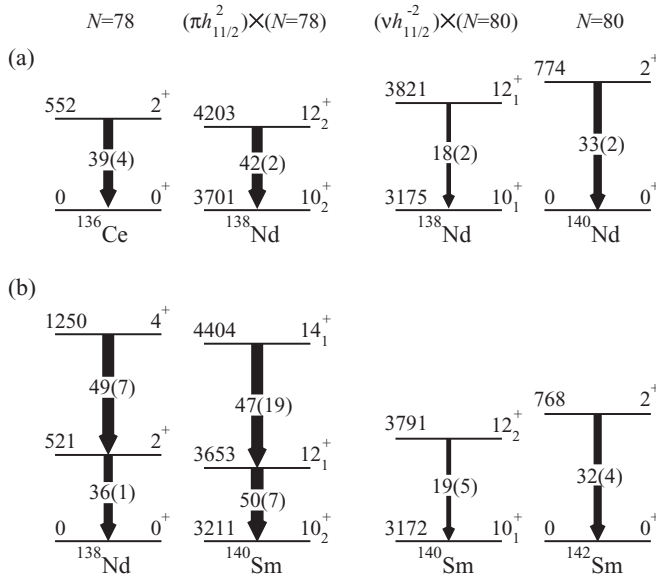 N=78 (πh₁₁/₂²)×(N=78) (νh₁₁/₂⁻²)×(N=80) N=80
(a)
774 2⁺
552 2⁺ 4203 12₂⁺ 3821 12₁⁺
39(4) 42(2) 18(2) 33(2)
0 0⁺ 3701 10₂⁺ 3175 10₁⁺ 0 0⁺
¹³⁶Ce ¹³⁸Nd ¹³⁸Nd ¹⁴⁰Nd
(b)
1250 4⁺ 4404 14₁⁺
49(7) 47(19)
768 2⁺
521 2⁺ 3653 12₁⁺ 3791 12₂⁺
36(1) 50(7) 19(5) 32(4)
0 0⁺ 3211 10₂⁺ 3172 10₁⁺ 0 0⁺
¹³⁸Nd ¹⁴⁰Sm ¹⁴⁰Sm ¹⁴²Sm